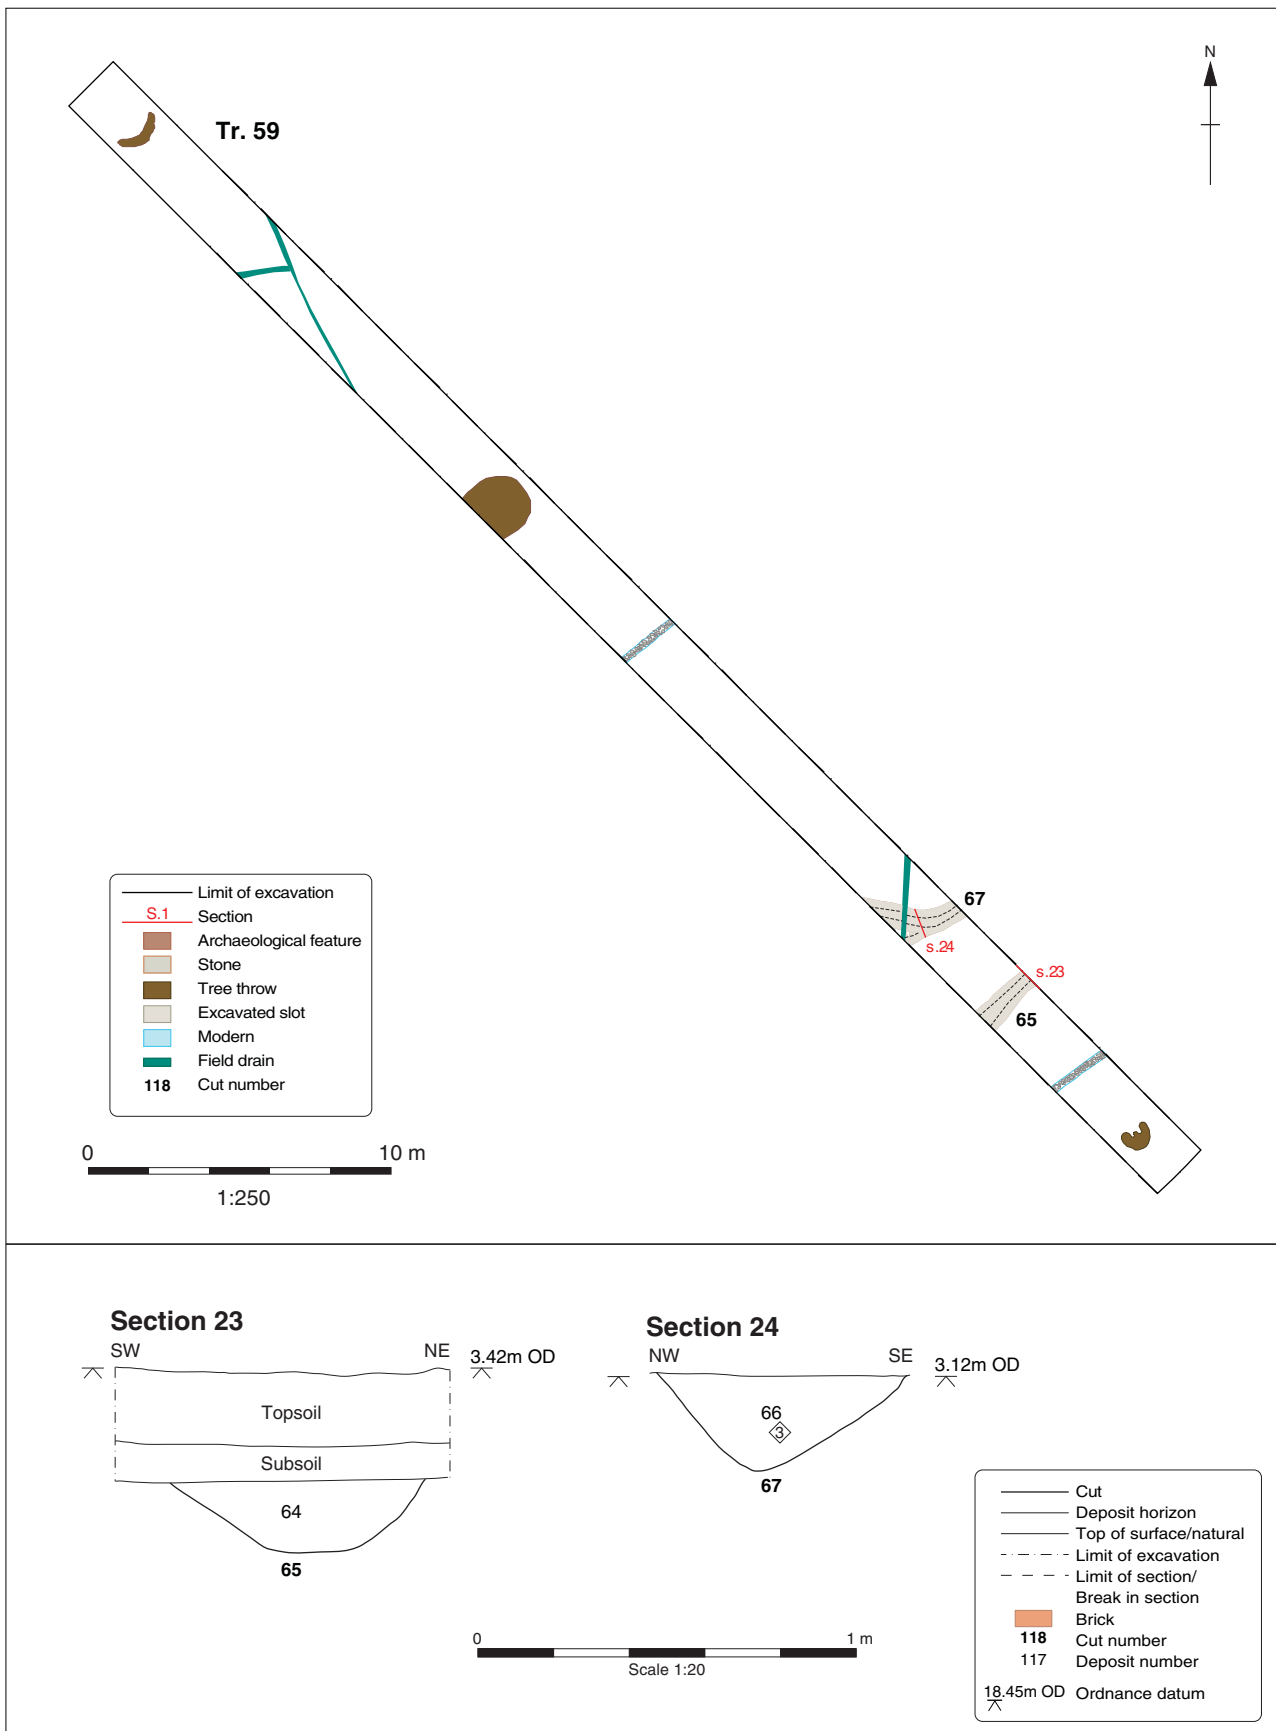 N
Tr. 59
67
s.24
s.23
65
Limit of excavation
S.1 Section
Archaeological feature
Stone
Tree throw
Excavated slot
Modern
Field drain
118 Cut number
0 10 m
1:250
Section 23
SW NE 3.42m OD
Topsoil
Subsoil
64
65
Section 24
NW SE 3.12m OD
66
3
67
0 1 m
Scale 1:20
Cut
Deposit horizon
Top of surface/natural
Limit of excavation
Limit of section/
Break in section
Brick
118 Cut number
117 Deposit number
18.45m OD Ordnance datum